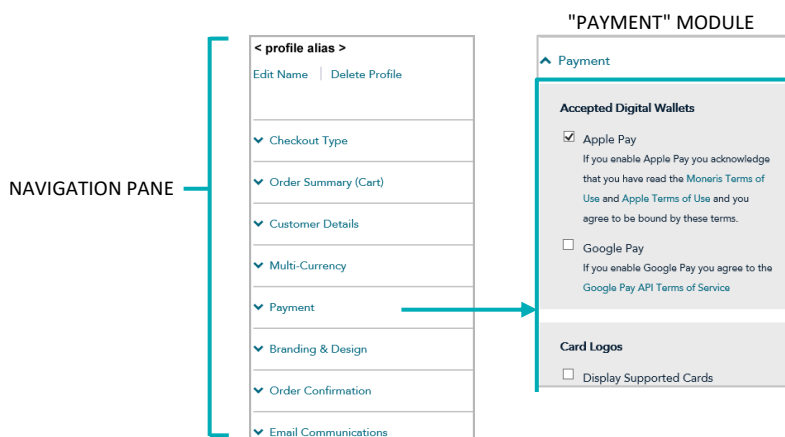 "PAYMENT" MODULE
NAVIGATION PANE
< profile alias >
Edit Name | Delete Profile
Checkout Type
Order Summary (Cart)
Customer Details
Multi-Currency
Payment
Branding & Design
Order Confirmation
Email Communications
Payment
Accepted Digital Wallets
Apple Pay
If you enable Apple Pay you acknowledge
that you have read the Moneris Terms of
Use and Apple Terms of Use and you
agree to be bound by these terms.
Google Pay
If you enable Google Pay you agree to the
Google Pay API Terms of Service
Card Logos
Display Supported Cards